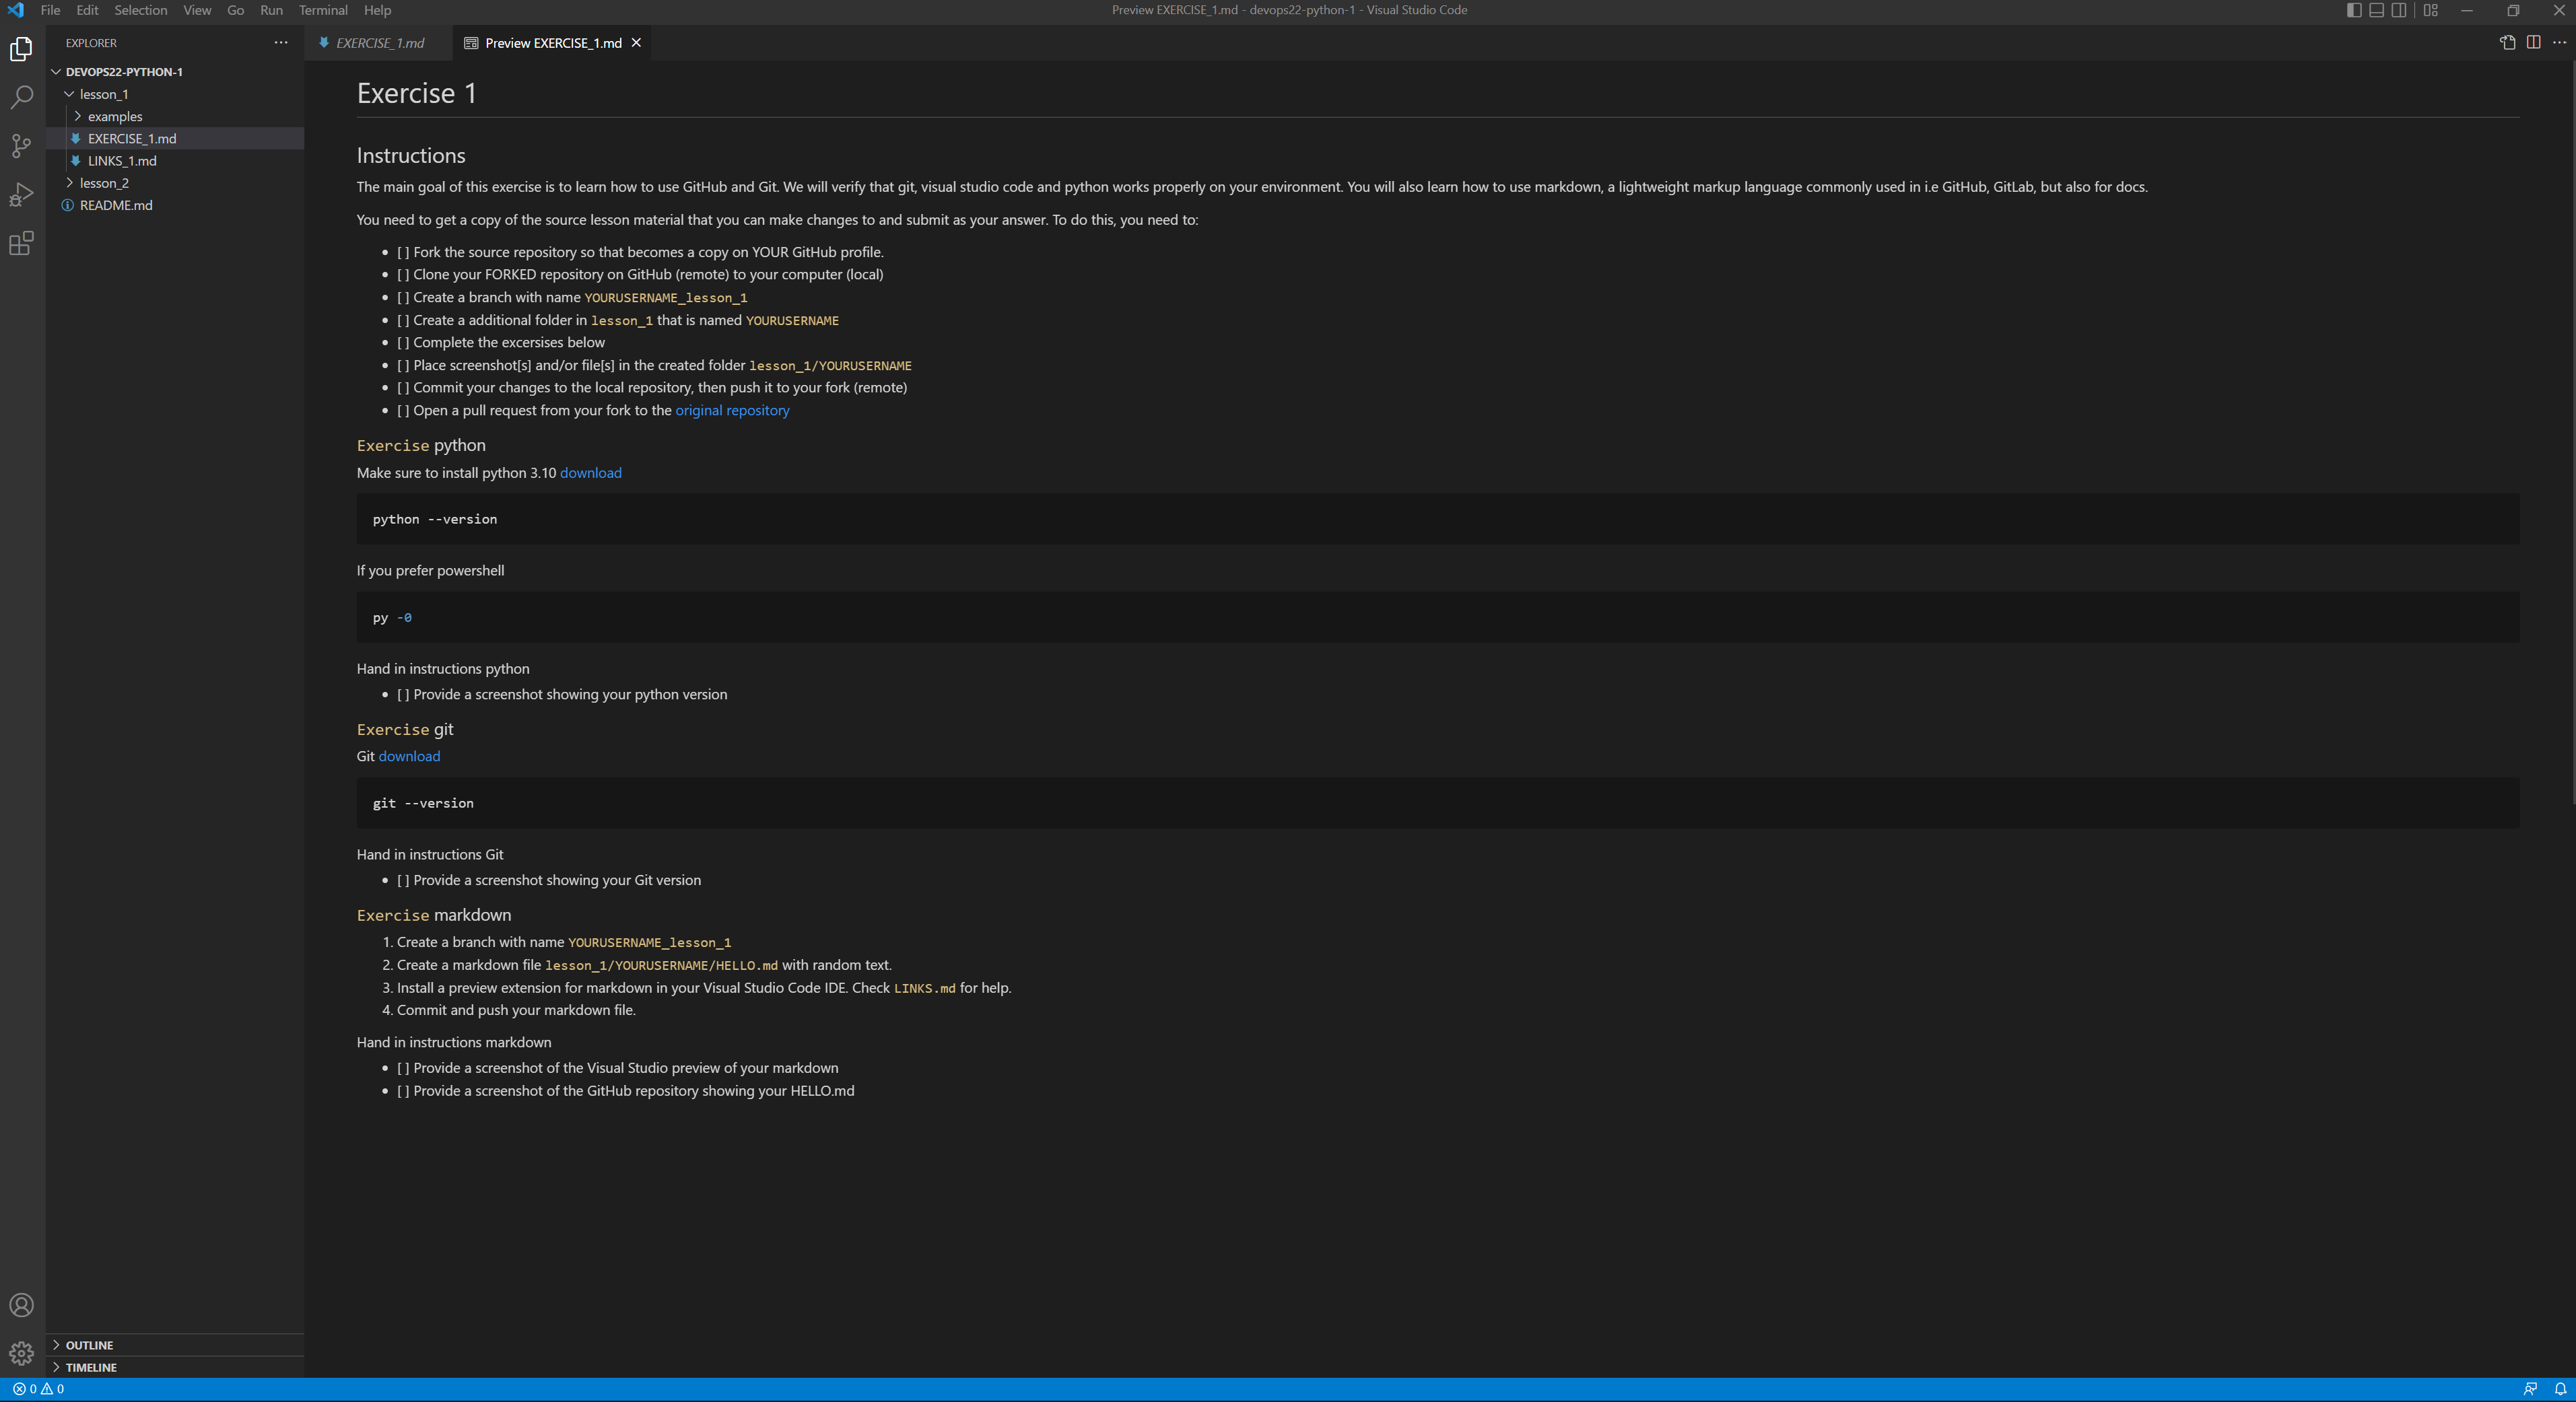 File Edit Selection View Go Run Terminal Help
Preview EXERCISE_1.md - devops22-python-1 - Visual Studio Code
EXPLORER
EXERCISE_1.md
Preview EXERCISE_1.md
DEVOPS22-PYTHON-1
lesson_1
examples
EXERCISE_1.md
LINKS_1.md
lesson_2
README.md
Exercise 1
Instructions
The main goal of this exercise is to learn how to use GitHub and Git. We will verify that git, visual studio code and python works properly on your environment. You will also learn how to use markdown, a lightweight markup language commonly used in i.e GitHub, GitLab, but also for docs.
You need to get a copy of the source lesson material that you can make changes to and submit as your answer. To do this, you need to:
• [ ] Fork the source repository so that becomes a copy on YOUR GitHub profile.
• [ ] Clone your FORKED repository on GitHub (remote) to your computer (local)
• [ ] Create a branch with name YOURUSERNAME_lesson_1
• [ ] Create a additional folder in lesson_1 that is named YOURUSERNAME
• [ ] Complete the excersises below
• [ ] Place screenshot[s] and/or file[s] in the created folder lesson_1/YOURUSERNAME
• [ ] Commit your changes to the local repository, then push it to your fork (remote)
• [ ] Open a pull request from your fork to the original repository
Exercise python
Make sure to install python 3.10 download
python --version
If you prefer powershell
py -0
Hand in instructions python
• [ ] Provide a screenshot showing your python version
Exercise git
Git download
git --version
Hand in instructions Git
• [ ] Provide a screenshot showing your Git version
Exercise markdown
1. Create a branch with name YOURUSERNAME_lesson_1
2. Create a markdown file lesson_1/YOURUSERNAME/HELLO.md with random text.
3. Install a preview extension for markdown in your Visual Studio Code IDE. Check LINKS.md for help.
4. Commit and push your markdown file.
Hand in instructions markdown
• [ ] Provide a screenshot of the Visual Studio preview of your markdown
• [ ] Provide a screenshot of the GitHub repository showing your HELLO.md
OUTLINE
TIMELINE
0 0